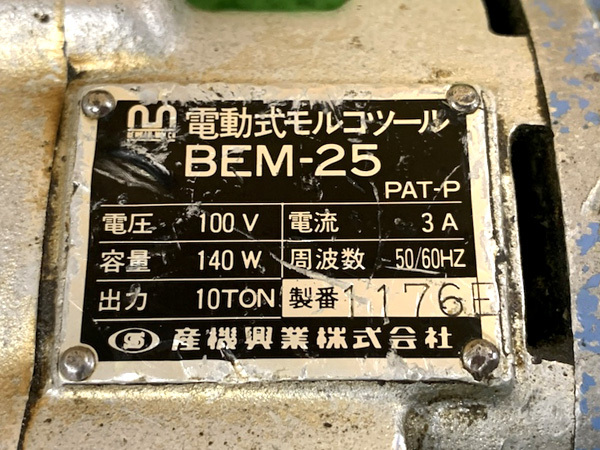 電動式モルコツール
BEM-25
PAT-P
電圧 100 V 電流 3 A
容量 140 W 周波数 50/60HZ
出力 10TON 製番 1176E
産機興業株式会社